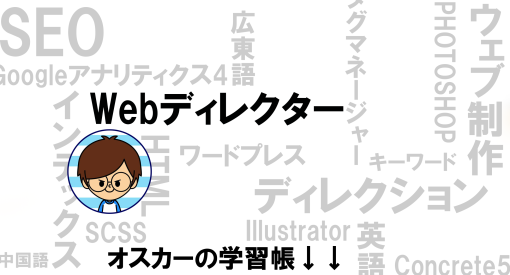 SEO
広東語
グマネージャー
PHOTOSHOP
ウェブ制作
Googleアナリティクス4
インデックス
Webディレクター
HTML
ワードプレス
キーワード
ディレクション
SCSS
Illustrator
英語
中国語
オスカーの学習帳↓↓
Concrete5